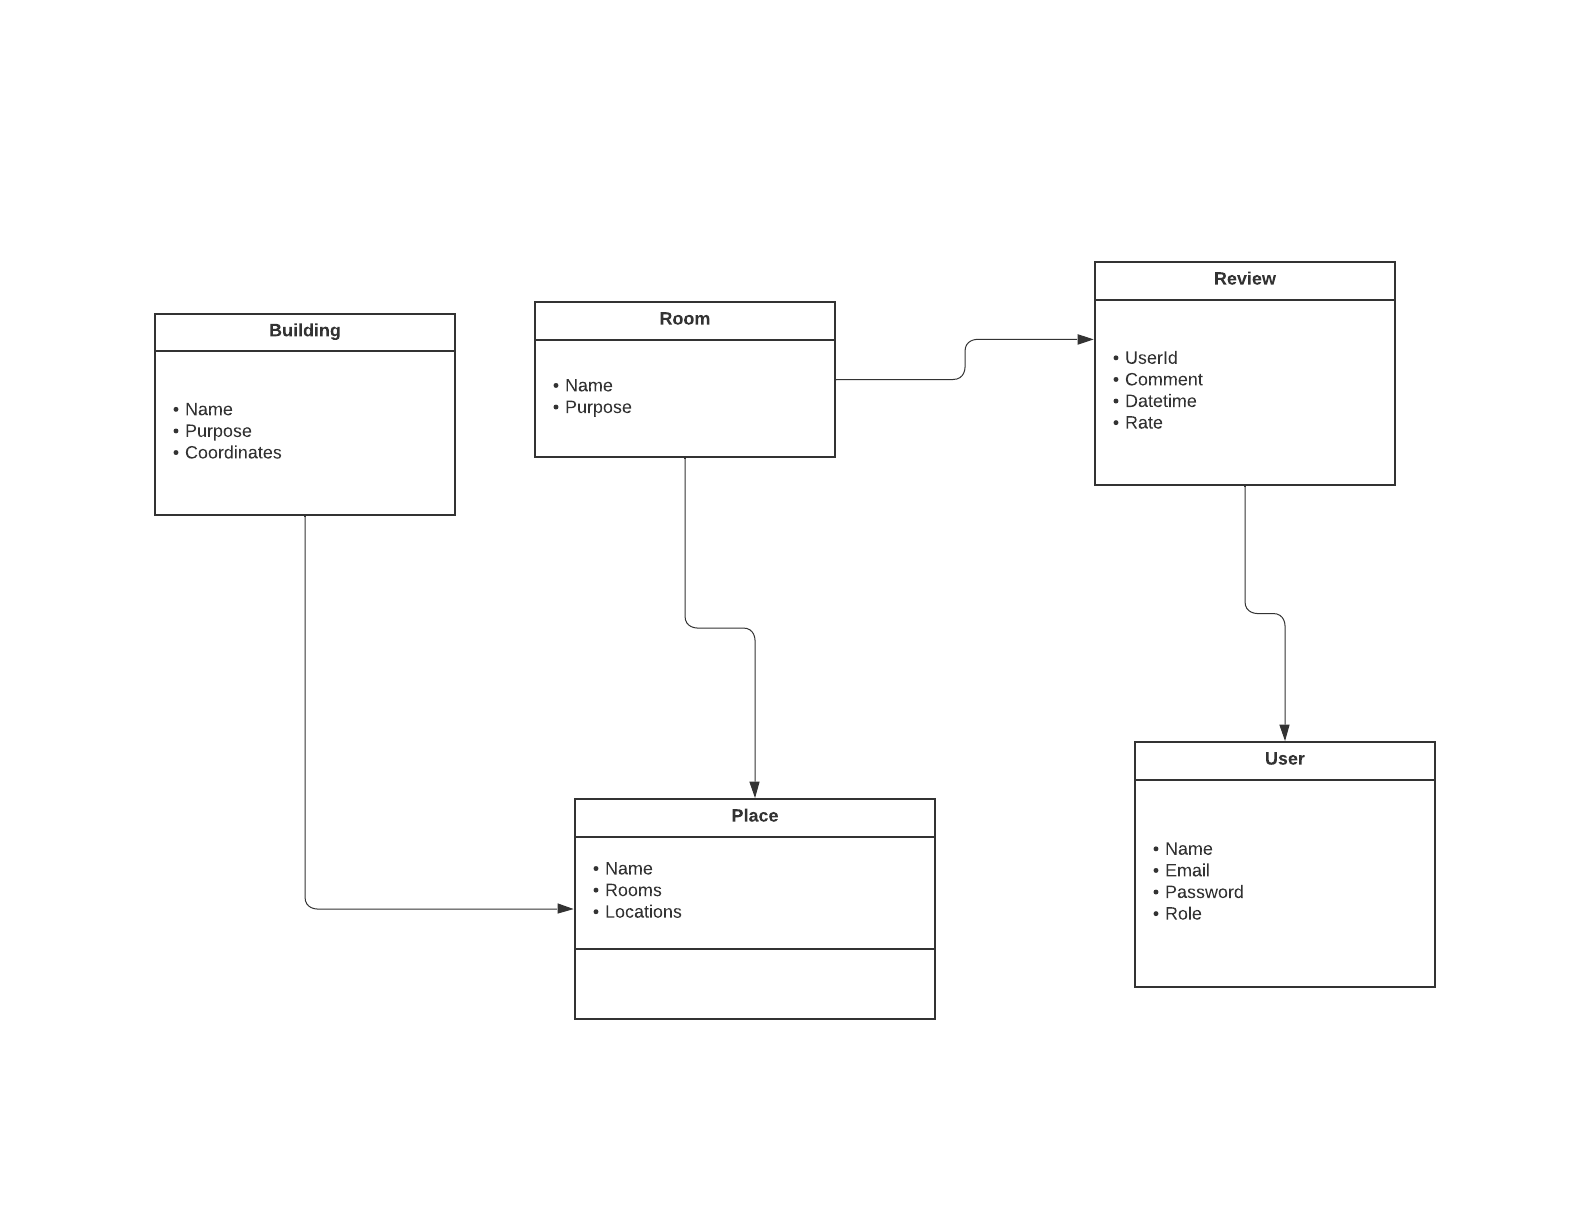 Building
• Name
• Purpose
• Coordinates
Room
• Name
• Purpose
Review
• UserId
• Comment
• Datetime
• Rate
Place
• Name
• Rooms
• Locations
User
• Name
• Email
• Password
• Role